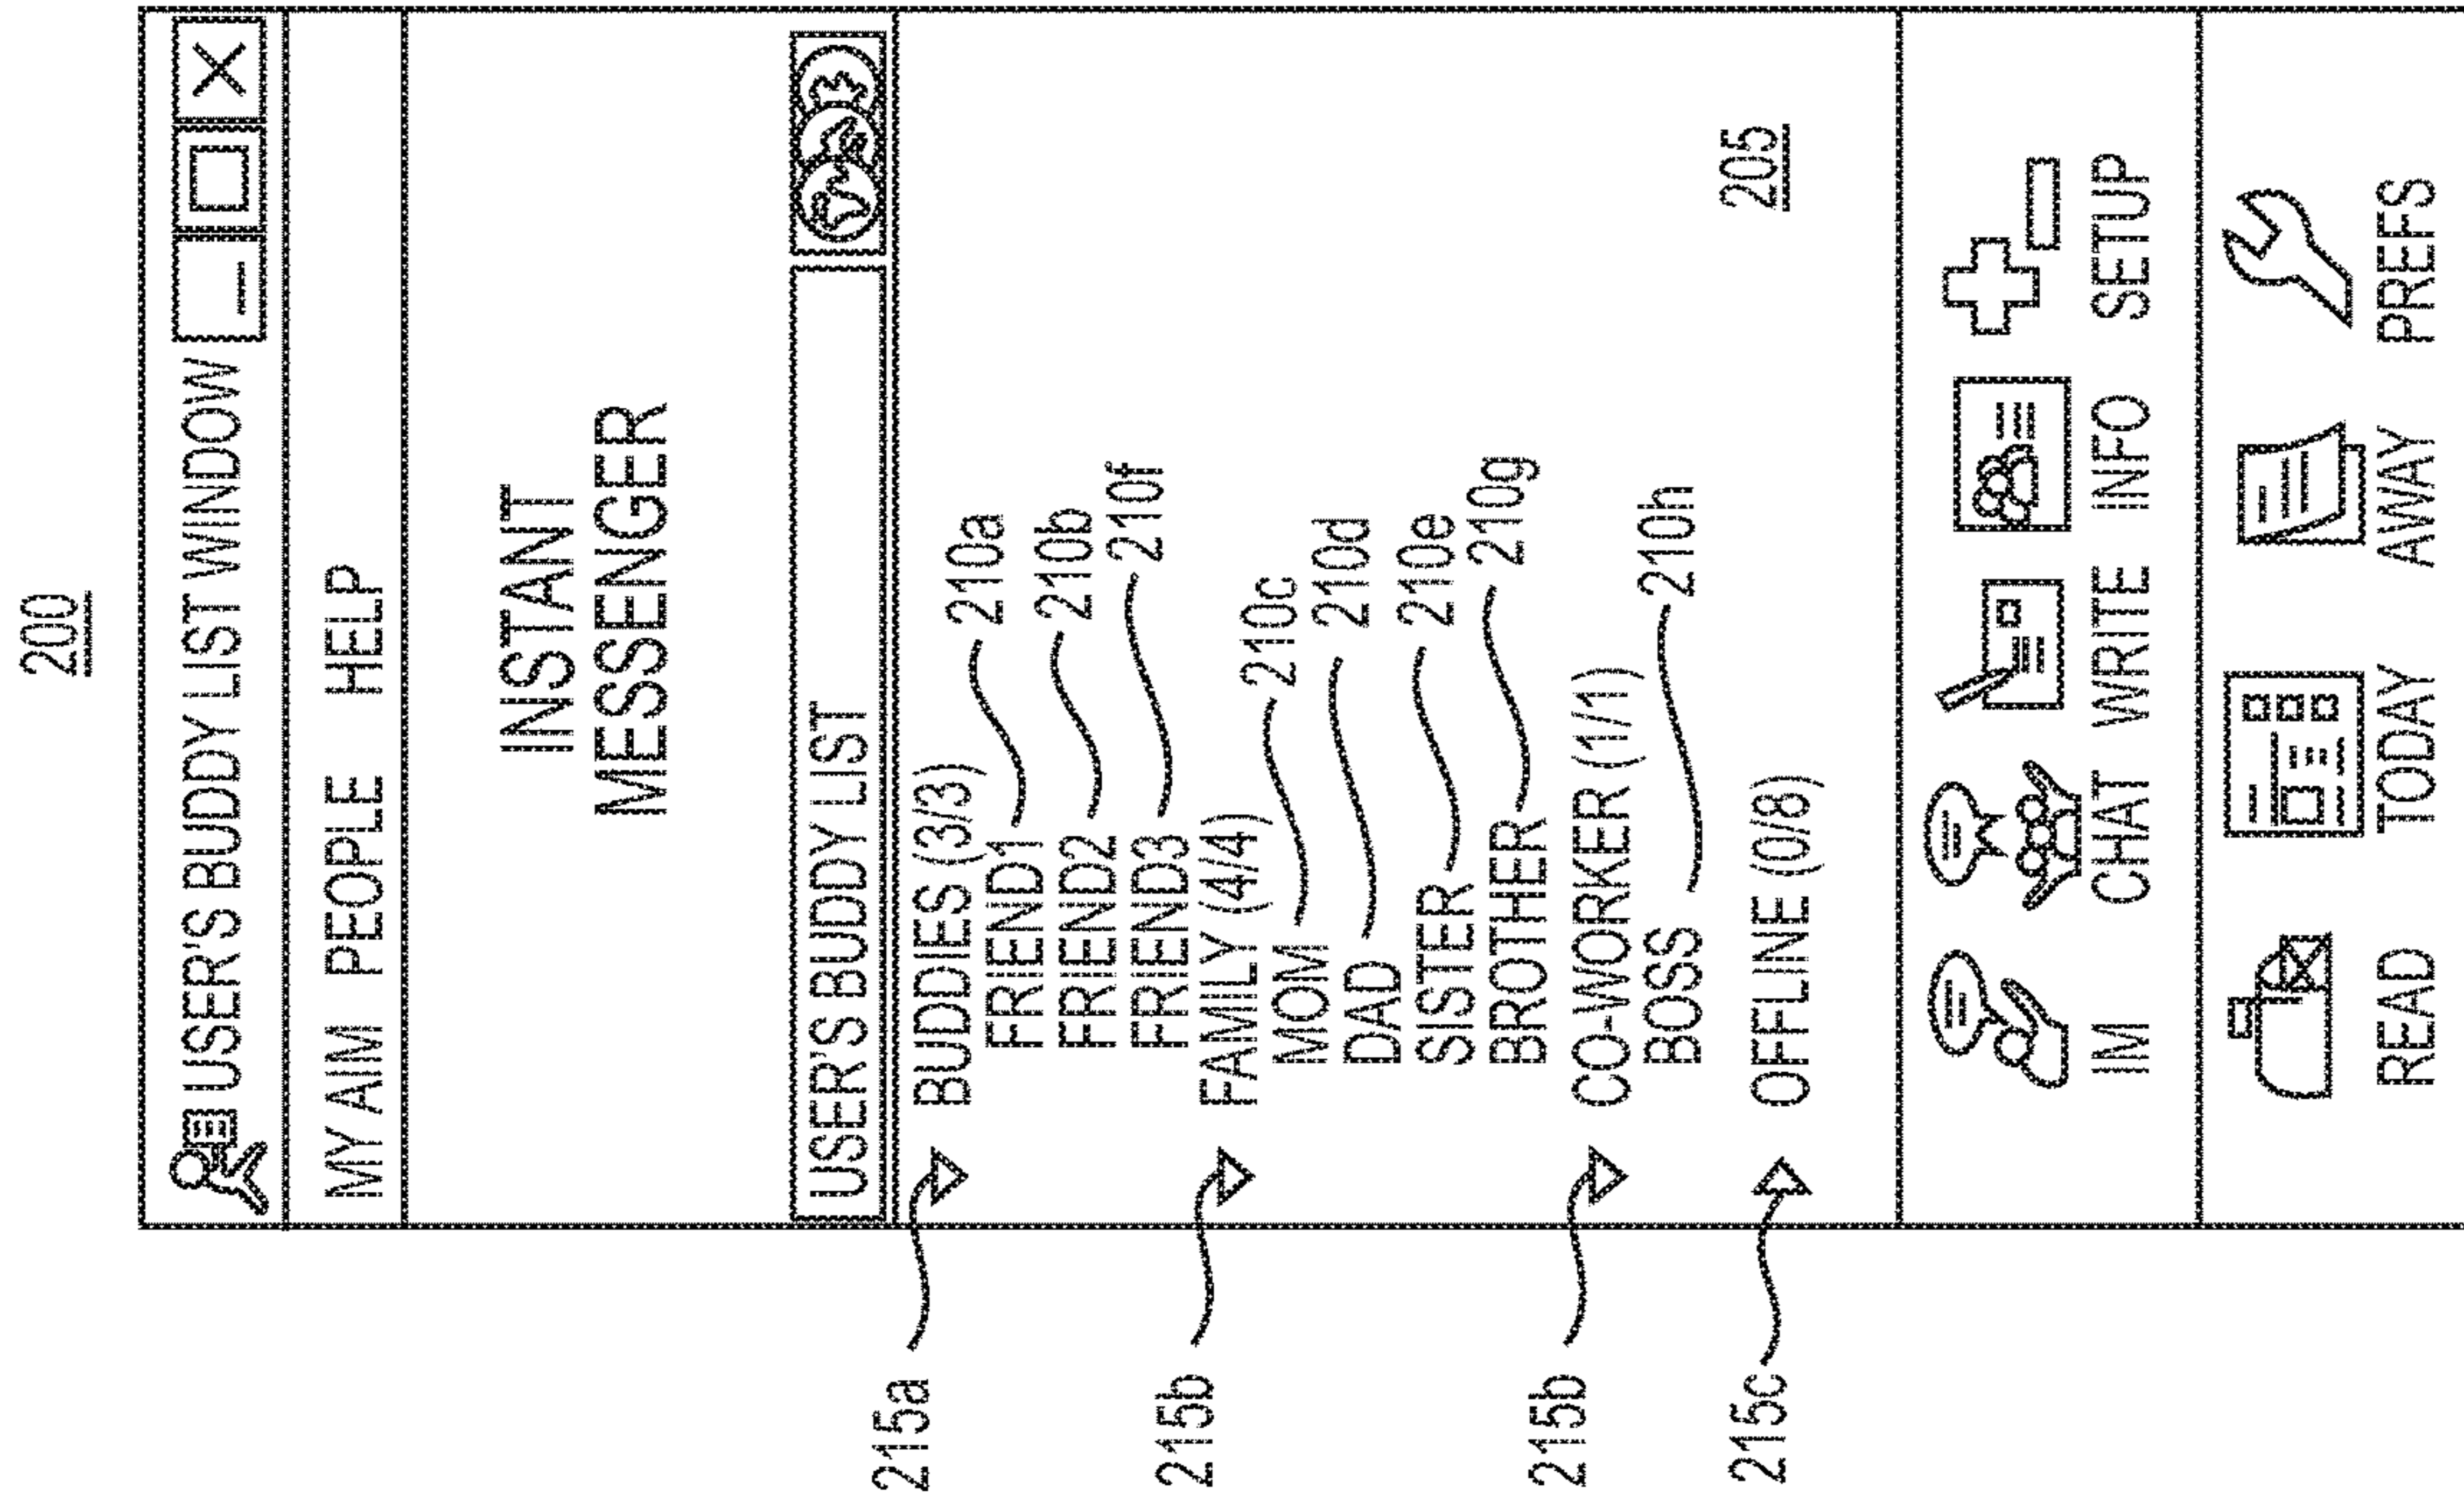 200
USER'S BUDDY LIST WINDOW
MY AIM PEOPLE HELP
INSTANT
MESSENGER
USER'S BUDDY LIST
215a BUDDIES (3/3)
FRIEND1 210a
FRIEND2 210b
FRIEND3 210f
215b FAMILY (4/4)
MOM 210c
DAD 210d
SISTER 210e
BROTHER 210g
215b CO-WORKER (1/1)
BOSS 210h
215c OFFLINE (0/8) 205
IM CHAT WRITE INFO SETUP
READ TODAY AWAY PREFS